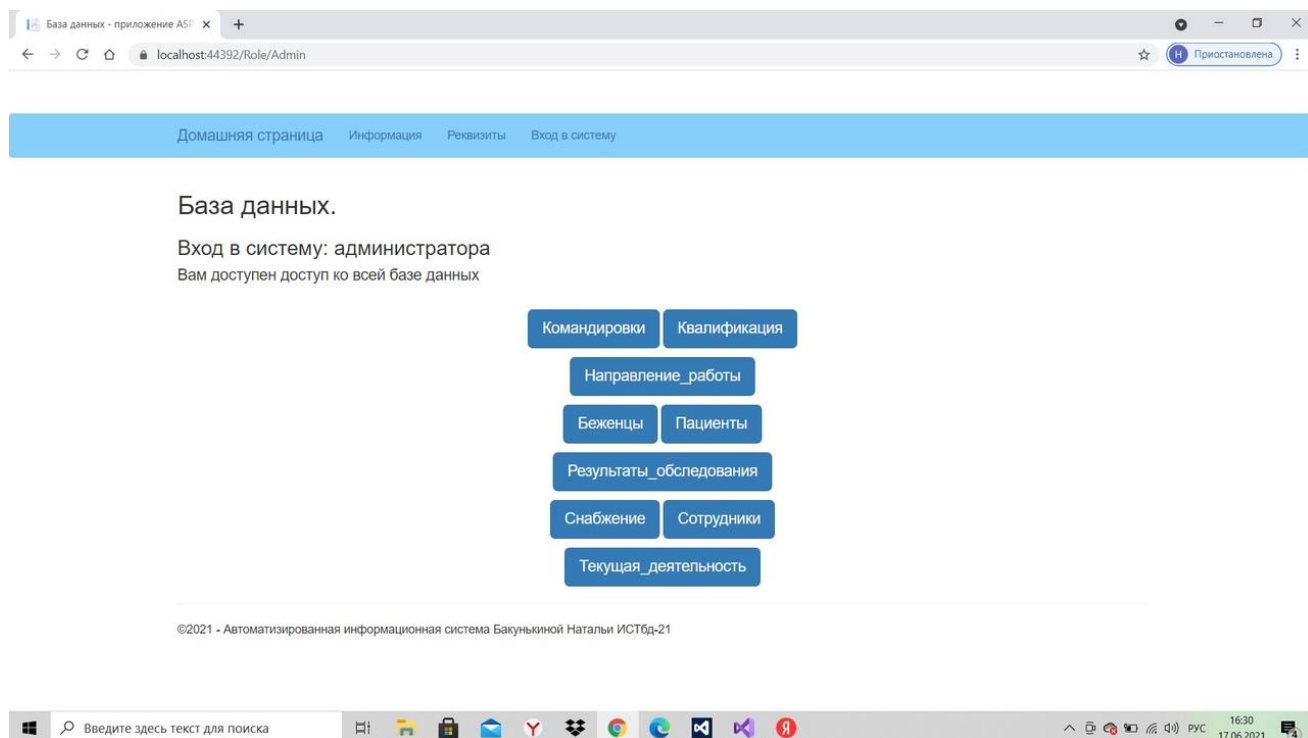 База данных - приложение ASP
localhost:44392/Role/Admin
Н Приостановлена
Домашняя страница Информация Реквизиты Вход в систему
База данных.
Вход в систему: администратора
Вам доступен доступ ко всей базе данных
Командировки Квалификация
Направление_работы
Беженцы Пациенты
Результаты_обследования
Снабжение Сотрудники
Текущая_деятельность
©2021 - Автоматизированная информационная система Бакунькиной Натальи ИСТбд-21
Введите здесь текст для поиска
РУС
16:30
17.06.2021
4